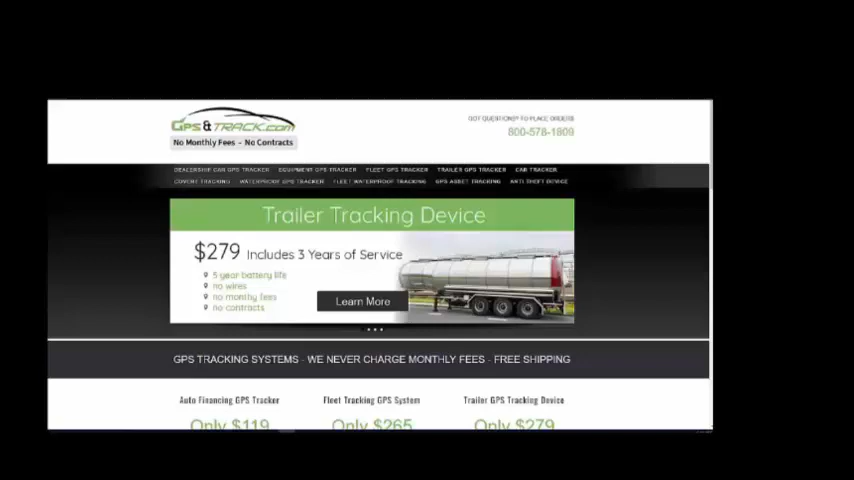 GPS & TRACK.COM
No Monthly Fees - No Contracts
GOT QUESTIONS? TO PLACE ORDERS
800-578-1809
DEALERSHIP CAN GPS TRACKER EQUIPMENT GPS TRACKER FLEET GPS TRACKER TRAILER GPS TRACKER CAR TRACKER
COVERT TRACKING WATERPROOF GPS TRACKER FLEET WATERPROOF TRACKING GPS ASSET TRACKING ANTI THEFT DEVICE
Trailer Tracking Device
$279 Includes 3 Years of Service
5 year battery life
no wires
no monthy fees
no contracts
Learn More
GPS TRACKING SYSTEMS - WE NEVER CHARGE MONTHLY FEES - FREE SHIPPING
Auto Financing GPS Tracker Fleet Tracking GPS System Trailer GPS Tracking Device
Only $119 Only $265 Only $279